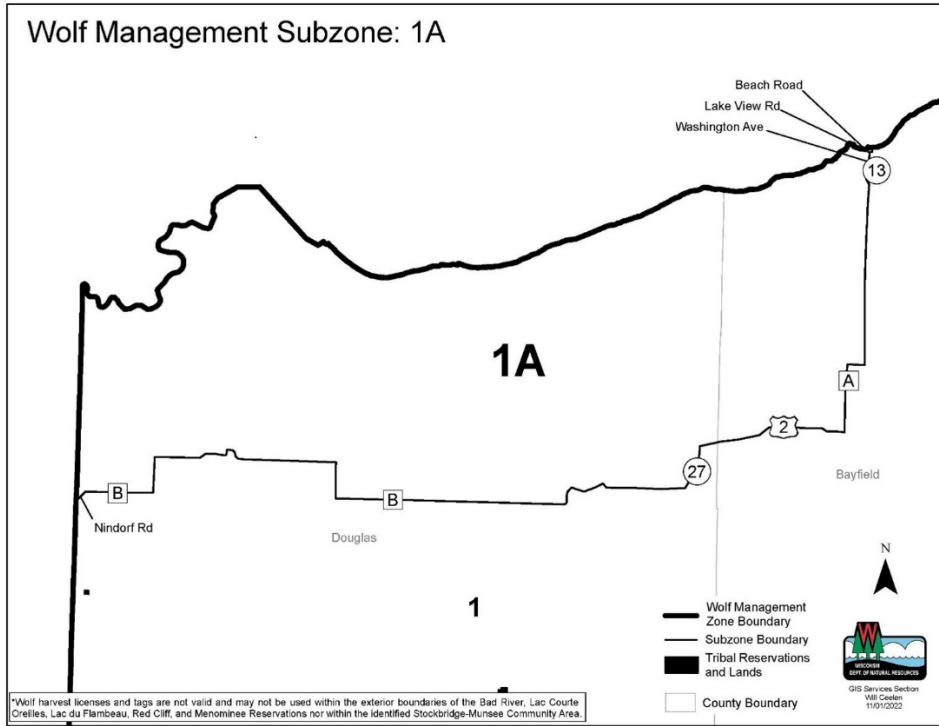 Wolf Management Subzone: 1A
Beach Road
Lake View Rd
Washington Ave
13
1A
A
2
27
Bayfield
B
B
Nindorf Rd
Douglas
N
1
Wolf Management
Zone Boundary
Subzone Boundary
Tribal Reservations
and Lands
County Boundary
W
WISCONSIN
DEPT. OF NATURAL RESOURCES
GIS Services Section
Will Ceelen
11/01/2022
*Wolf harvest licenses and tags are not valid and may not be used within the exterior boundaries of the Bad River, Lac Courte
Oreilles, Lac du Flambeau, Red Cliff, and Menominee Reservations nor within the identified Stockbridge-Munsee Community Area.